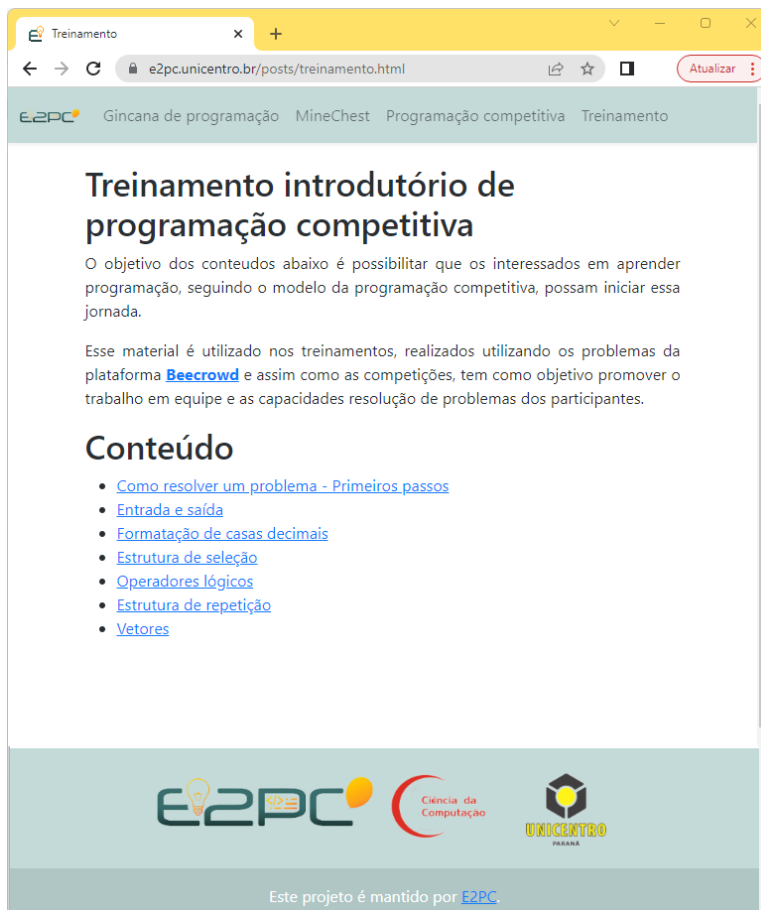 Treinamento
e2pc.unicentro.br/posts/treinamento.html
Atualizar
E2PC Gincana de programação MineChest Programação competitiva Treinamento
Treinamento introdutório de
programação competitiva
O objetivo dos conteudos abaixo é possibilitar que os interessados em aprender
programação, seguindo o modelo da programação competitiva, possam iniciar essa
jornada.
Esse material é utilizado nos treinamentos, realizados utilizando os problemas da
plataforma Beecrowd e assim como as competições, tem como objetivo promover o
trabalho em equipe e as capacidades resolução de problemas dos participantes.
Conteúdo
Como resolver um problema - Primeiros passos
Entrada e saída
Formatação de casas decimais
Estrutura de seleção
Operadores lógicos
Estrutura de repetição
Vetores
E2PC
Ciência da
Computação
UNICENTRO
PARANÁ
Este projeto é mantido por E2PC.